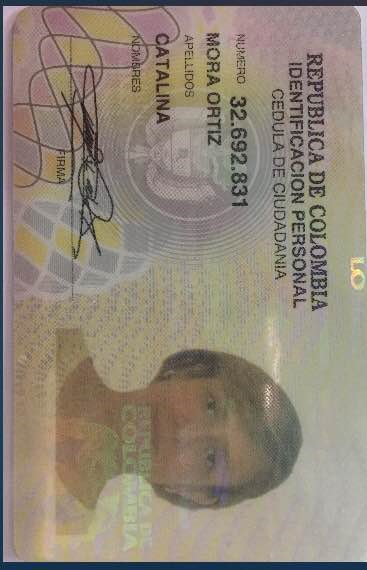 REPUBLICA DE COLOMBIA
IDENTIFICACION PERSONAL
CEDULA DE CIUDADANIA
NUMERO 32.692.831
MORA ORTIZ
APELLIDOS
CATALINA
NOMBRES
FIRMA
LO
REPUBLICA DE
COLOMBIA